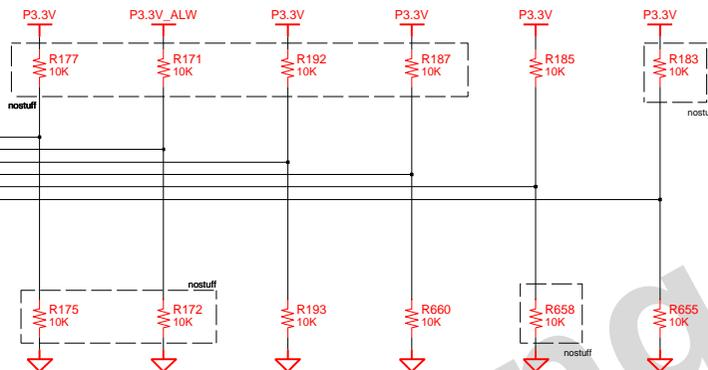 P3.3V P3.3V_ALW P3.3V P3.3V P3.3V P3.3V
R177 R171 R192 R187 R185 R183
10K 10K 10K 10K 10K 10K
nostuff
nostu
nostuff
R175 R172 R193 R660 R658 R655
10K 10K 10K 10K 10K 10K
nostuff